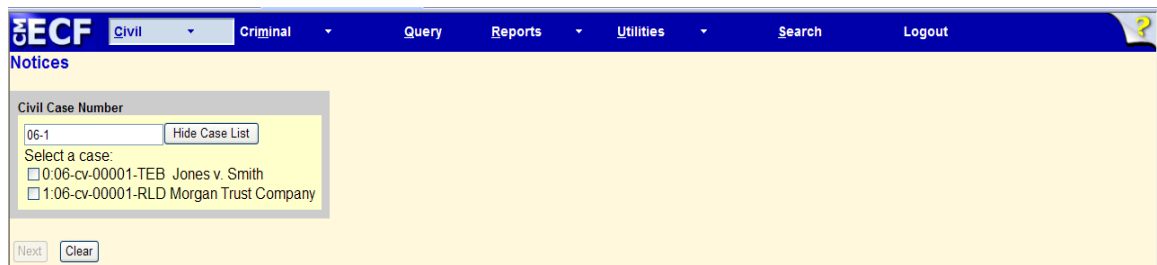 CM ECF Civil Criminal Query Reports Utilities Search Logout ?
Notices
Civil Case Number
06-1 Hide Case List
Select a case:
0:06-cv-00001-TEB Jones v. Smith
1:06-cv-00001-RLD Morgan Trust Company
Next Clear